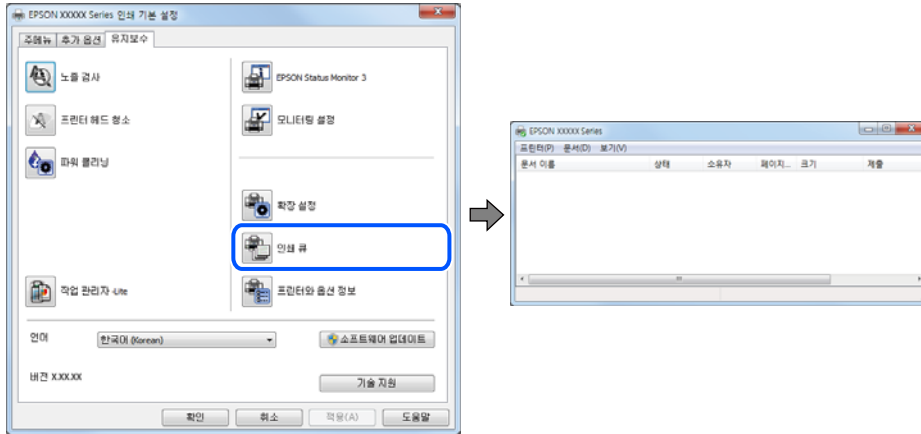 EPSON XXXXX Series 인쇄 기본 설정
주메뉴 추가 옵션 유지보수
노즐 검사
EPSON Status Monitor 3
프린터 헤드 청소
모니터링 설정
파워 클리닝
확장 설정
인쇄 큐
작업 관리자 -Lite
프린터와 옵션 정보
언어
한국어 (Korean)
소프트웨어 업데이트
버전 X.XX.XX
기술 지원
확인 취소 적용(A) 도움말
EPSON XXXXX Series
프린터(P) 문서(D) 보기(V)
문서 이름 상태 소유자 페이지... 크기 제출